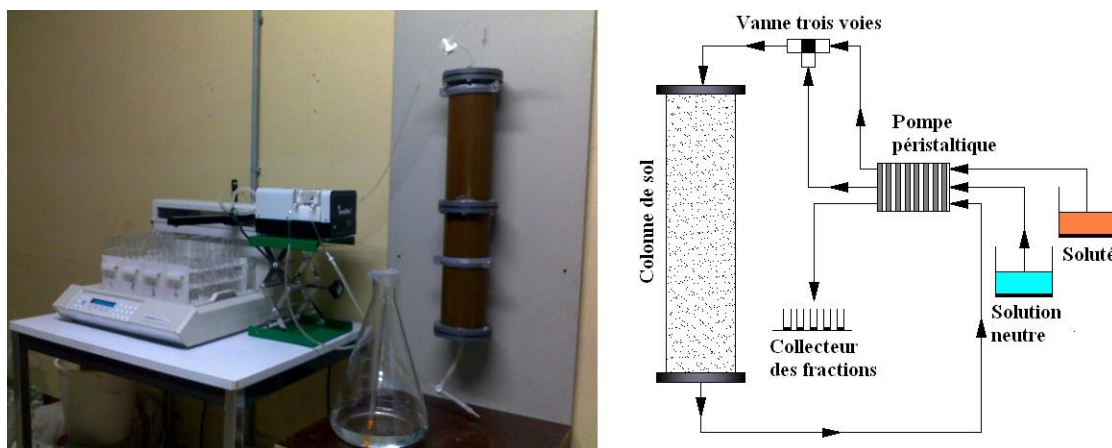 Vanne trois voies
Pompe
péristaltique
Colonne de sol
Soluté
Solution
neutre
Collecteur
des fractions